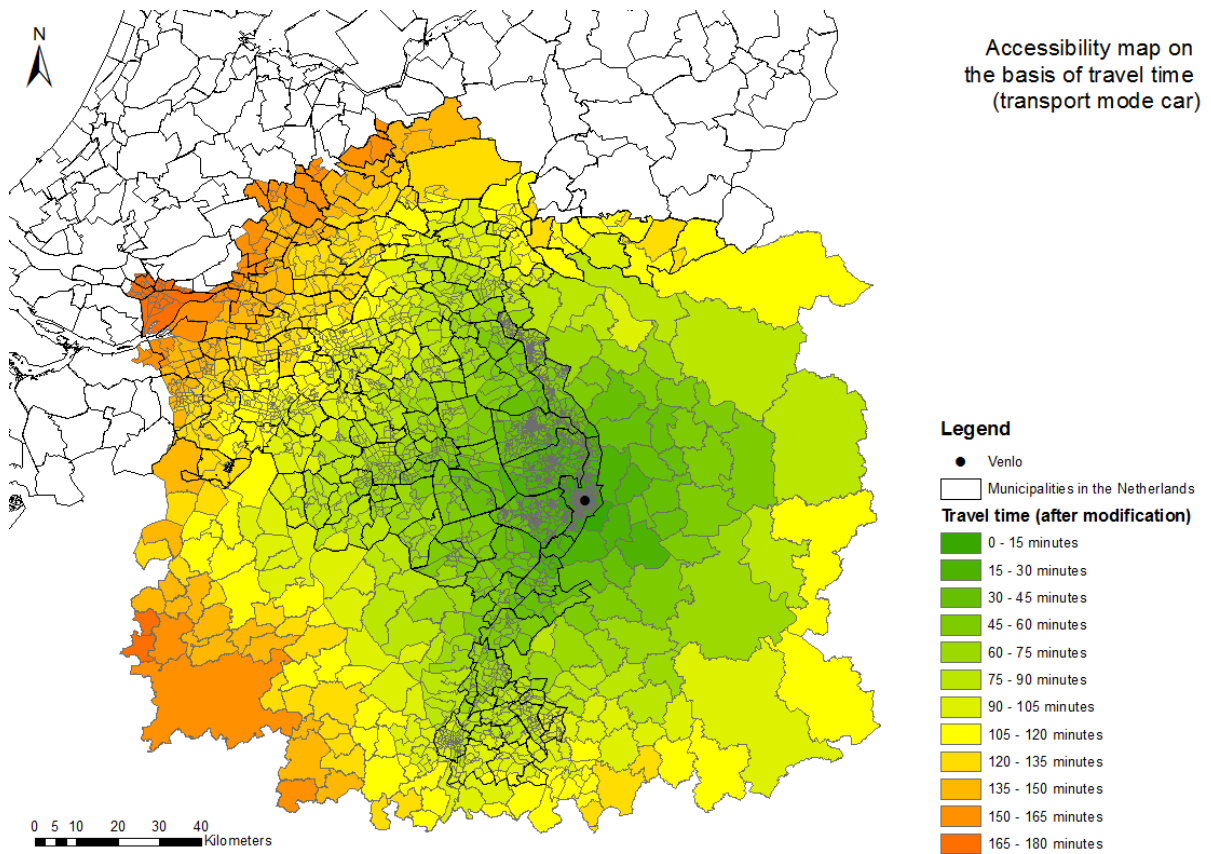 N
Accessibility map on
the basis of travel time
(transport mode car)
Legend
Venlo
Municipalities in the Netherlands
Travel time (after modification)
0 - 15 minutes
15 - 30 minutes
30 - 45 minutes
45 - 60 minutes
60 - 75 minutes
75 - 90 minutes
90 - 105 minutes
105 - 120 minutes
120 - 135 minutes
135 - 150 minutes
150 - 165 minutes
165 - 180 minutes
0 5 10 20 30 40
Kilometers